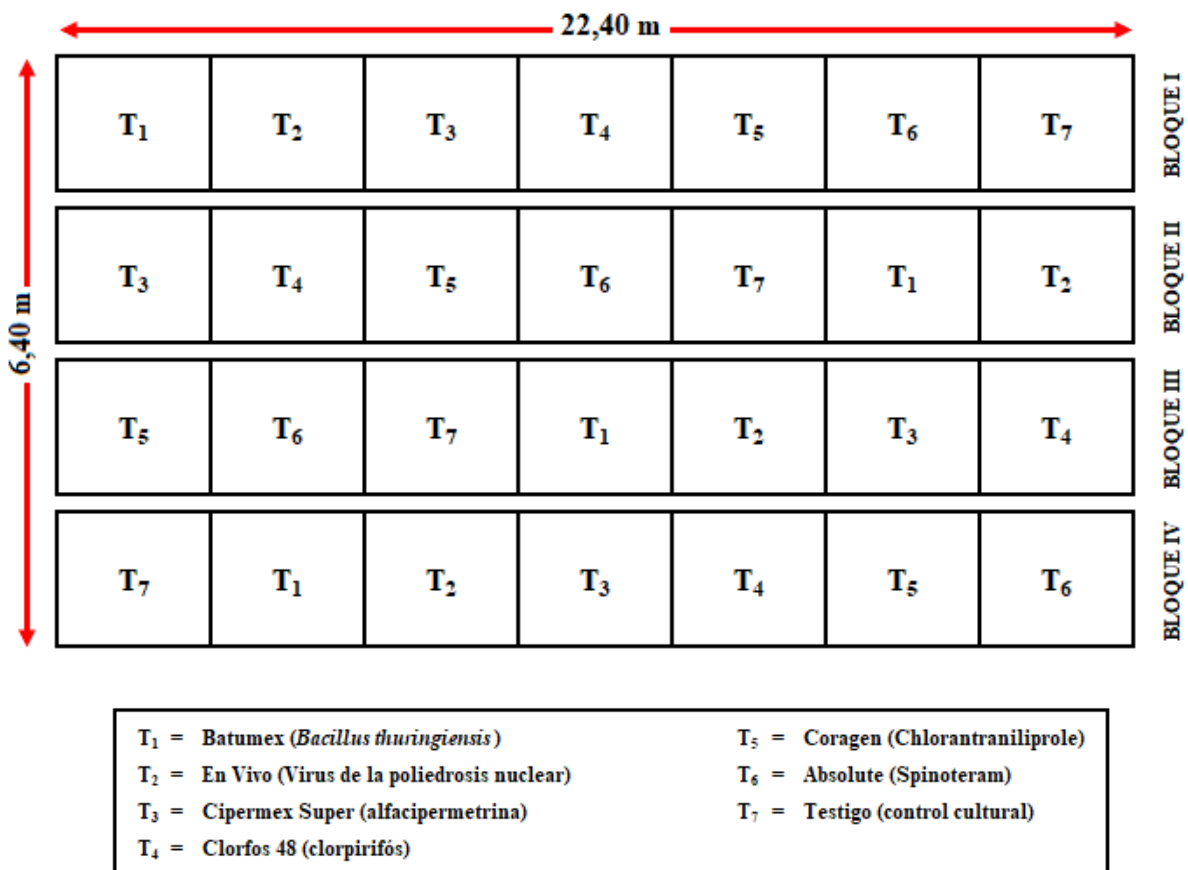 22,40 m
6,40 m
T₁ T₂ T₃ T₄ T₅ T₆ T₇ BLOQUE I
T₃ T₄ T₅ T₆ T₇ T₁ T₂ BLOQUE II
T₅ T₆ T₇ T₁ T₂ T₃ T₄ BLOQUE III
T₇ T₁ T₂ T₃ T₄ T₅ T₆ BLOQUE IV
T₁ = Batumex (Bacillus thuringiensis)
T₂ = En Vivo (Virus de la poliedrosis nuclear)
T₃ = Cipermex Super (alfacipermetrina)
T₄ = Clorfos 48 (clorpirifós)
T₅ = Coragen (Chlorantraniliprole)
T₆ = Absolute (Spinoteram)
T₇ = Testigo (control cultural)